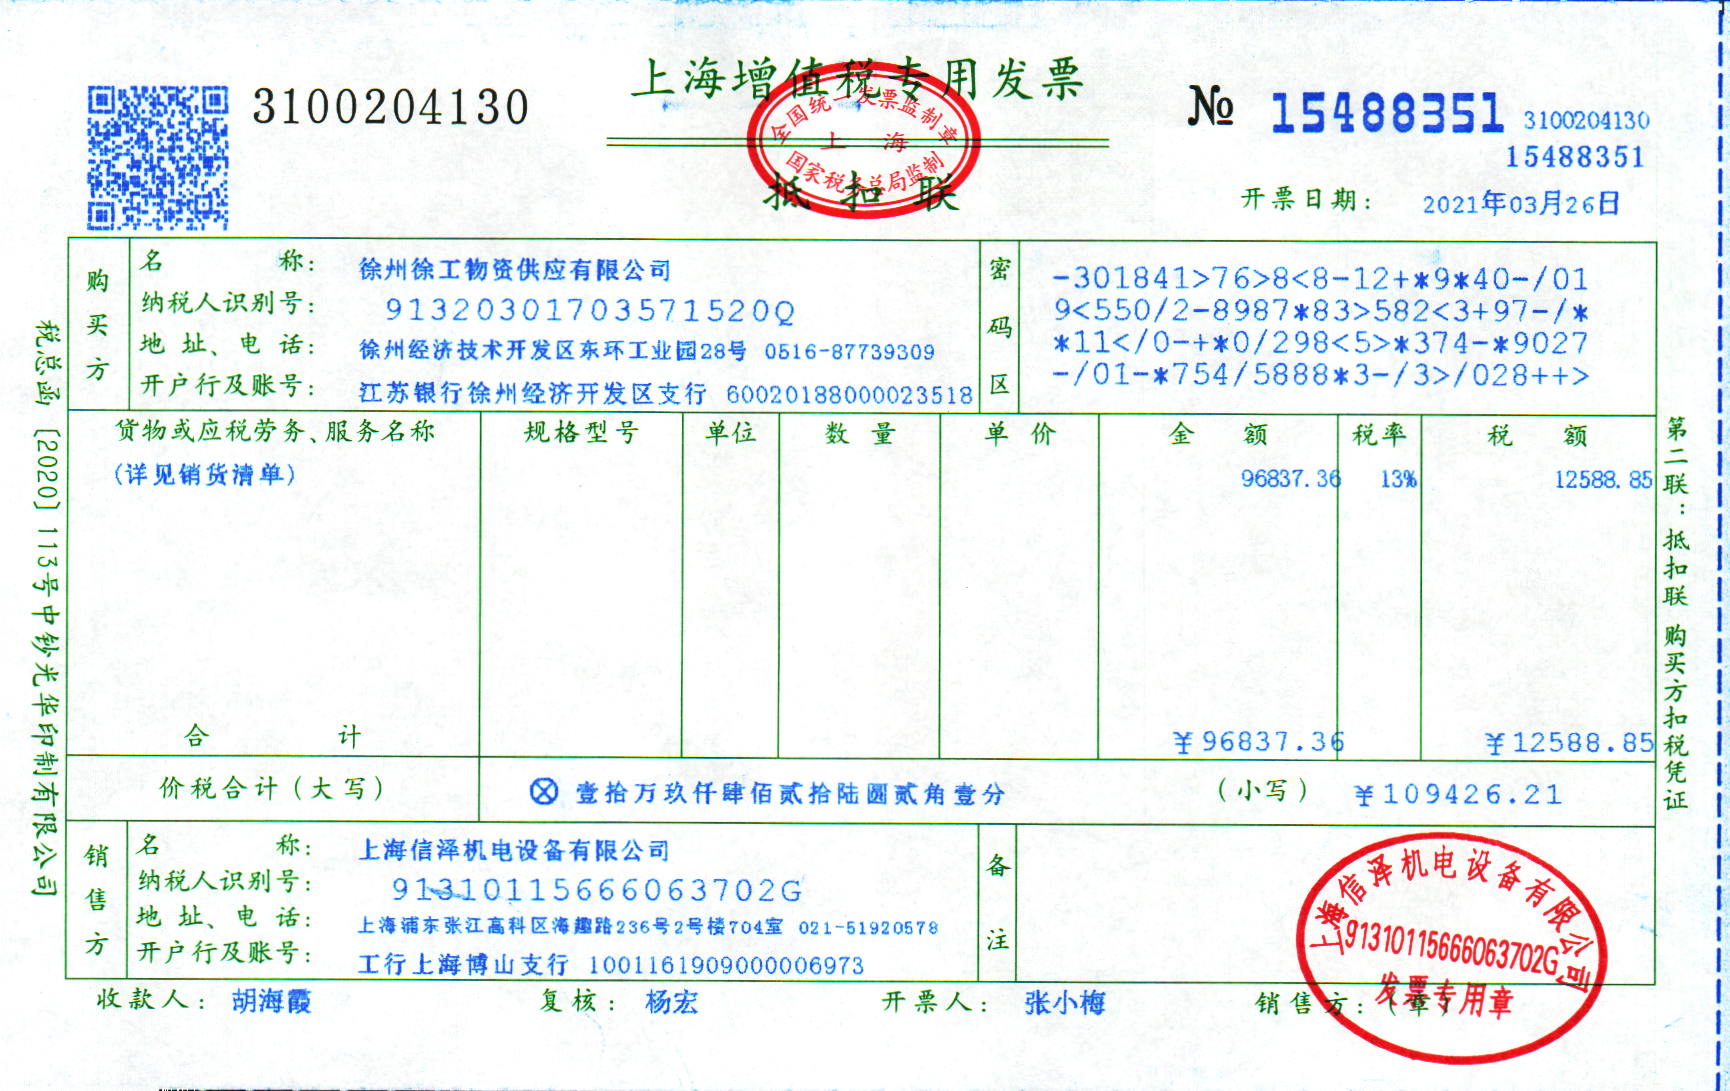 上海增值税专用发票
3100204130
全国统一发票监制章
上海
国家税务总局监制
抵扣联
№ 15488351
3100204130
15488351
开票日期： 2021年03月26日
购买方
名称： 徐州徐工物资供应有限公司
纳税人识别号： 91320301703571520Q
地址、电话： 徐州经济技术开发区东环工业园28号 0516-87739309
开户行及账号： 江苏银行徐州经济开发区支行 60020188000023518
密码区
-301841>76>8<8-12+*9*40-/01
9<550/2-8987*83>582<3+97-/*
*11</0-+*0/298<5>*374-*9027
-/01-*754/5888*3-/3>/028++>
货物或应税劳务、服务名称 规格型号 单位 数量 单价 金额 税率 税额
(详见销货清单) 96837.36 13% 12588.85
合计 ¥96837.36 ¥12588.85
价税合计（大写） ⊗壹拾万玖仟肆佰贰拾陆圆贰角壹分 （小写） ¥109426.21
销售方
名称： 上海信泽机电设备有限公司
纳税人识别号： 91310115666063702G
地址、电话： 上海浦东张江高科区海趣路236号2号楼704室 021-51920578
开户行及账号： 工行上海博山支行 1001161909000006973
备注
上海信泽机电设备有限公司
91310115666063702G
发票专用章
收款人： 胡海霞 复核： 杨宏 开票人： 张小梅 销售方：（章）
税总函〔2020〕113号中钞光华印制有限公司
第二联：抵扣联 购买方扣税凭证